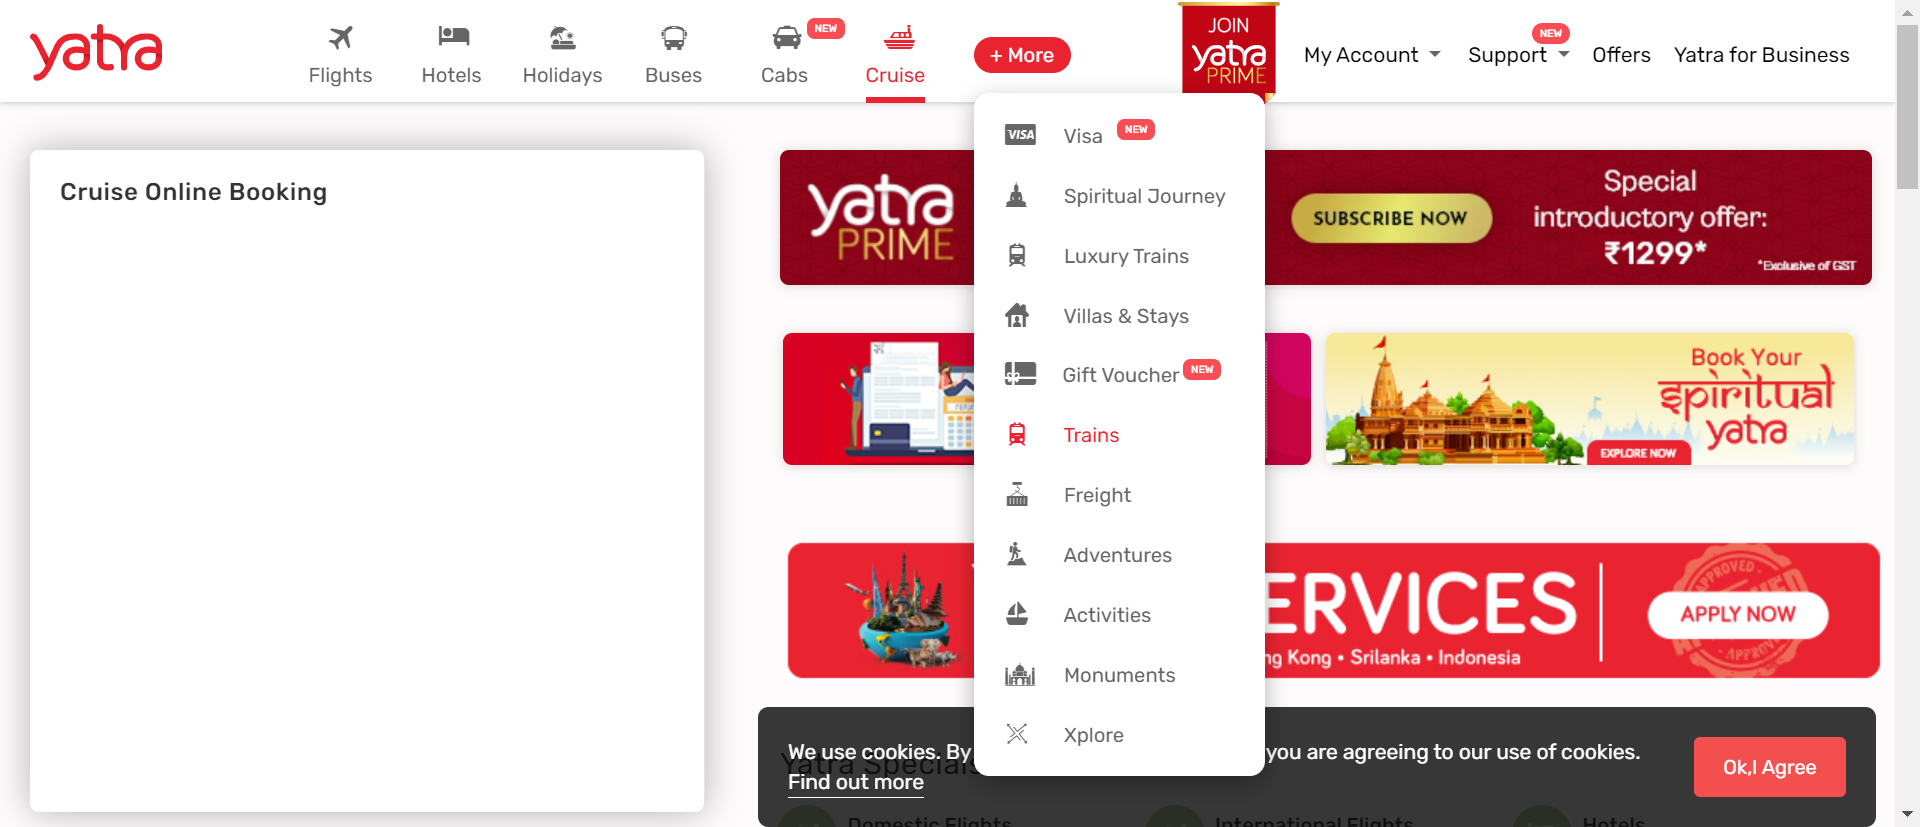 yatra
Flights
Hotels
Holidays
Buses
Cabs
NEW
Cruise
+ More
JOIN
yatra
PRIME
My Account
Support
NEW
Offers
Yatra for Business
Visa NEW
Spiritual Journey
Luxury Trains
Villas & Stays
Gift Voucher NEW
Trains
Freight
Adventures
Activities
Monuments
Xplore
Cruise Online Booking
yatra
PRIME
SUBSCRIBE NOW
Special
introductory offer:
₹1299*
*Exclusive of GST
Book Your
spiritual
yatra
EXPLORE NOW
ERVICES
ng Kong • Srilanka • Indonesia
APPROVED
APPLY NOW
We use cookies. By you are agreeing to our use of cookies.
Find out more
Ok,I Agree
Yatra Specials
Domestic Flights
International Flights
Hotels